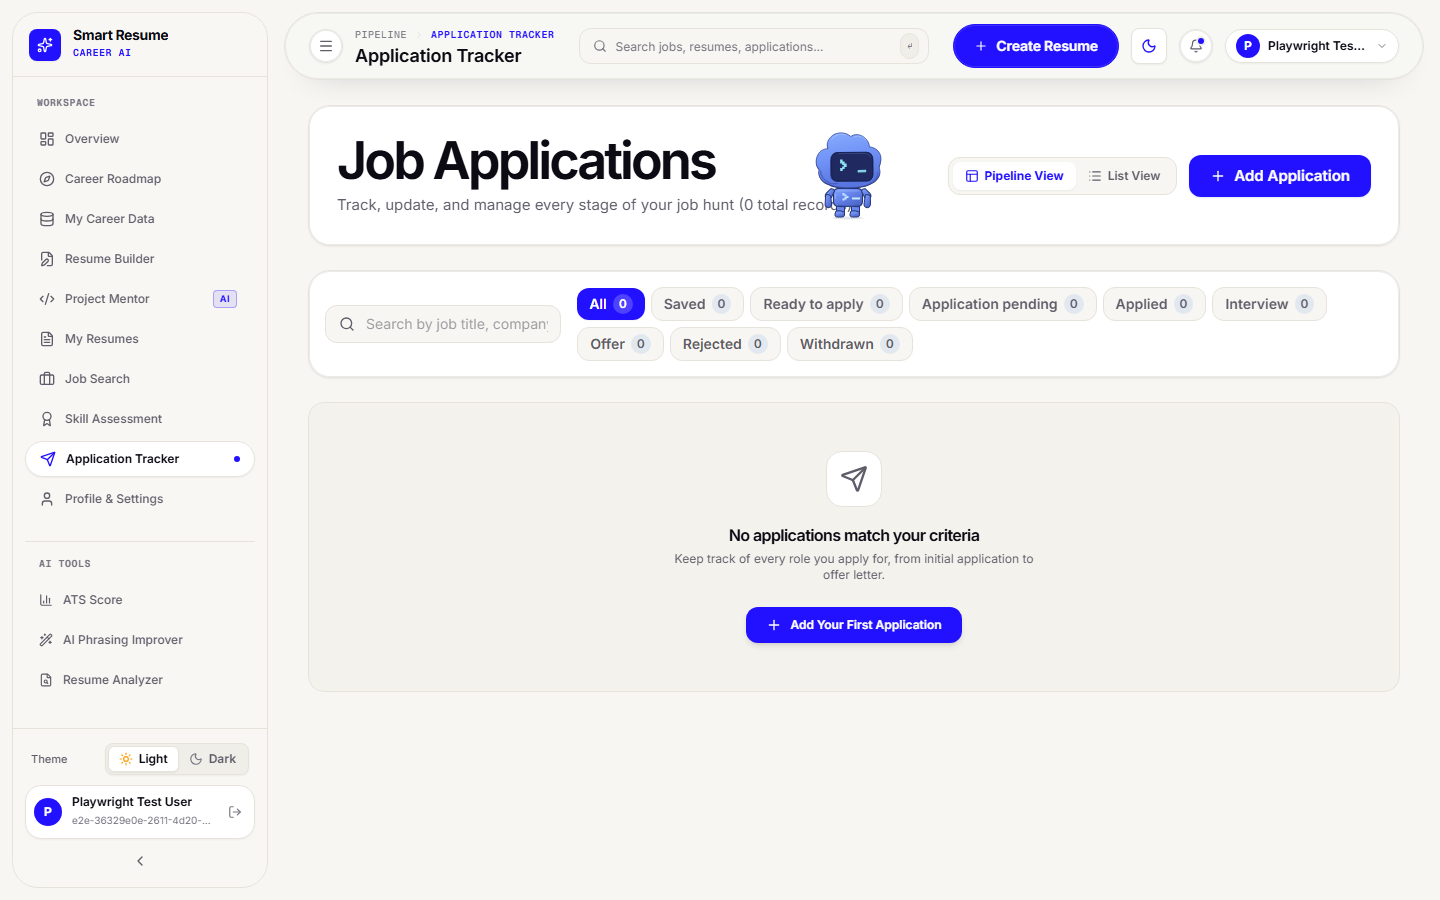 Smart Resume
CAREER AI
WORKSPACE
Overview
Career Roadmap
My Career Data
Resume Builder
Project Mentor AI
My Resumes
Job Search
Skill Assessment
Application Tracker
Profile & Settings
AI TOOLS
ATS Score
AI Phrasing Improver
Resume Analyzer
Theme Light Dark
P Playwright Test User
e2e-36329e0e-2611-4d20-...
PIPELINE APPLICATION TRACKER
Application Tracker
Search jobs, resumes, applications...
Create Resume
P Playwright Tes...
Job Applications
Track, update, and manage every stage of your job hunt (0 total
Pipeline View List View
Add Application
Search by job title, company
All 0 Saved 0 Ready to apply 0 Application pending 0 Applied 0 Interview 0
Offer 0 Rejected 0 Withdrawn 0
No applications match your criteria
Keep track of every role you apply for, from initial application to
offer letter.
Add Your First Application